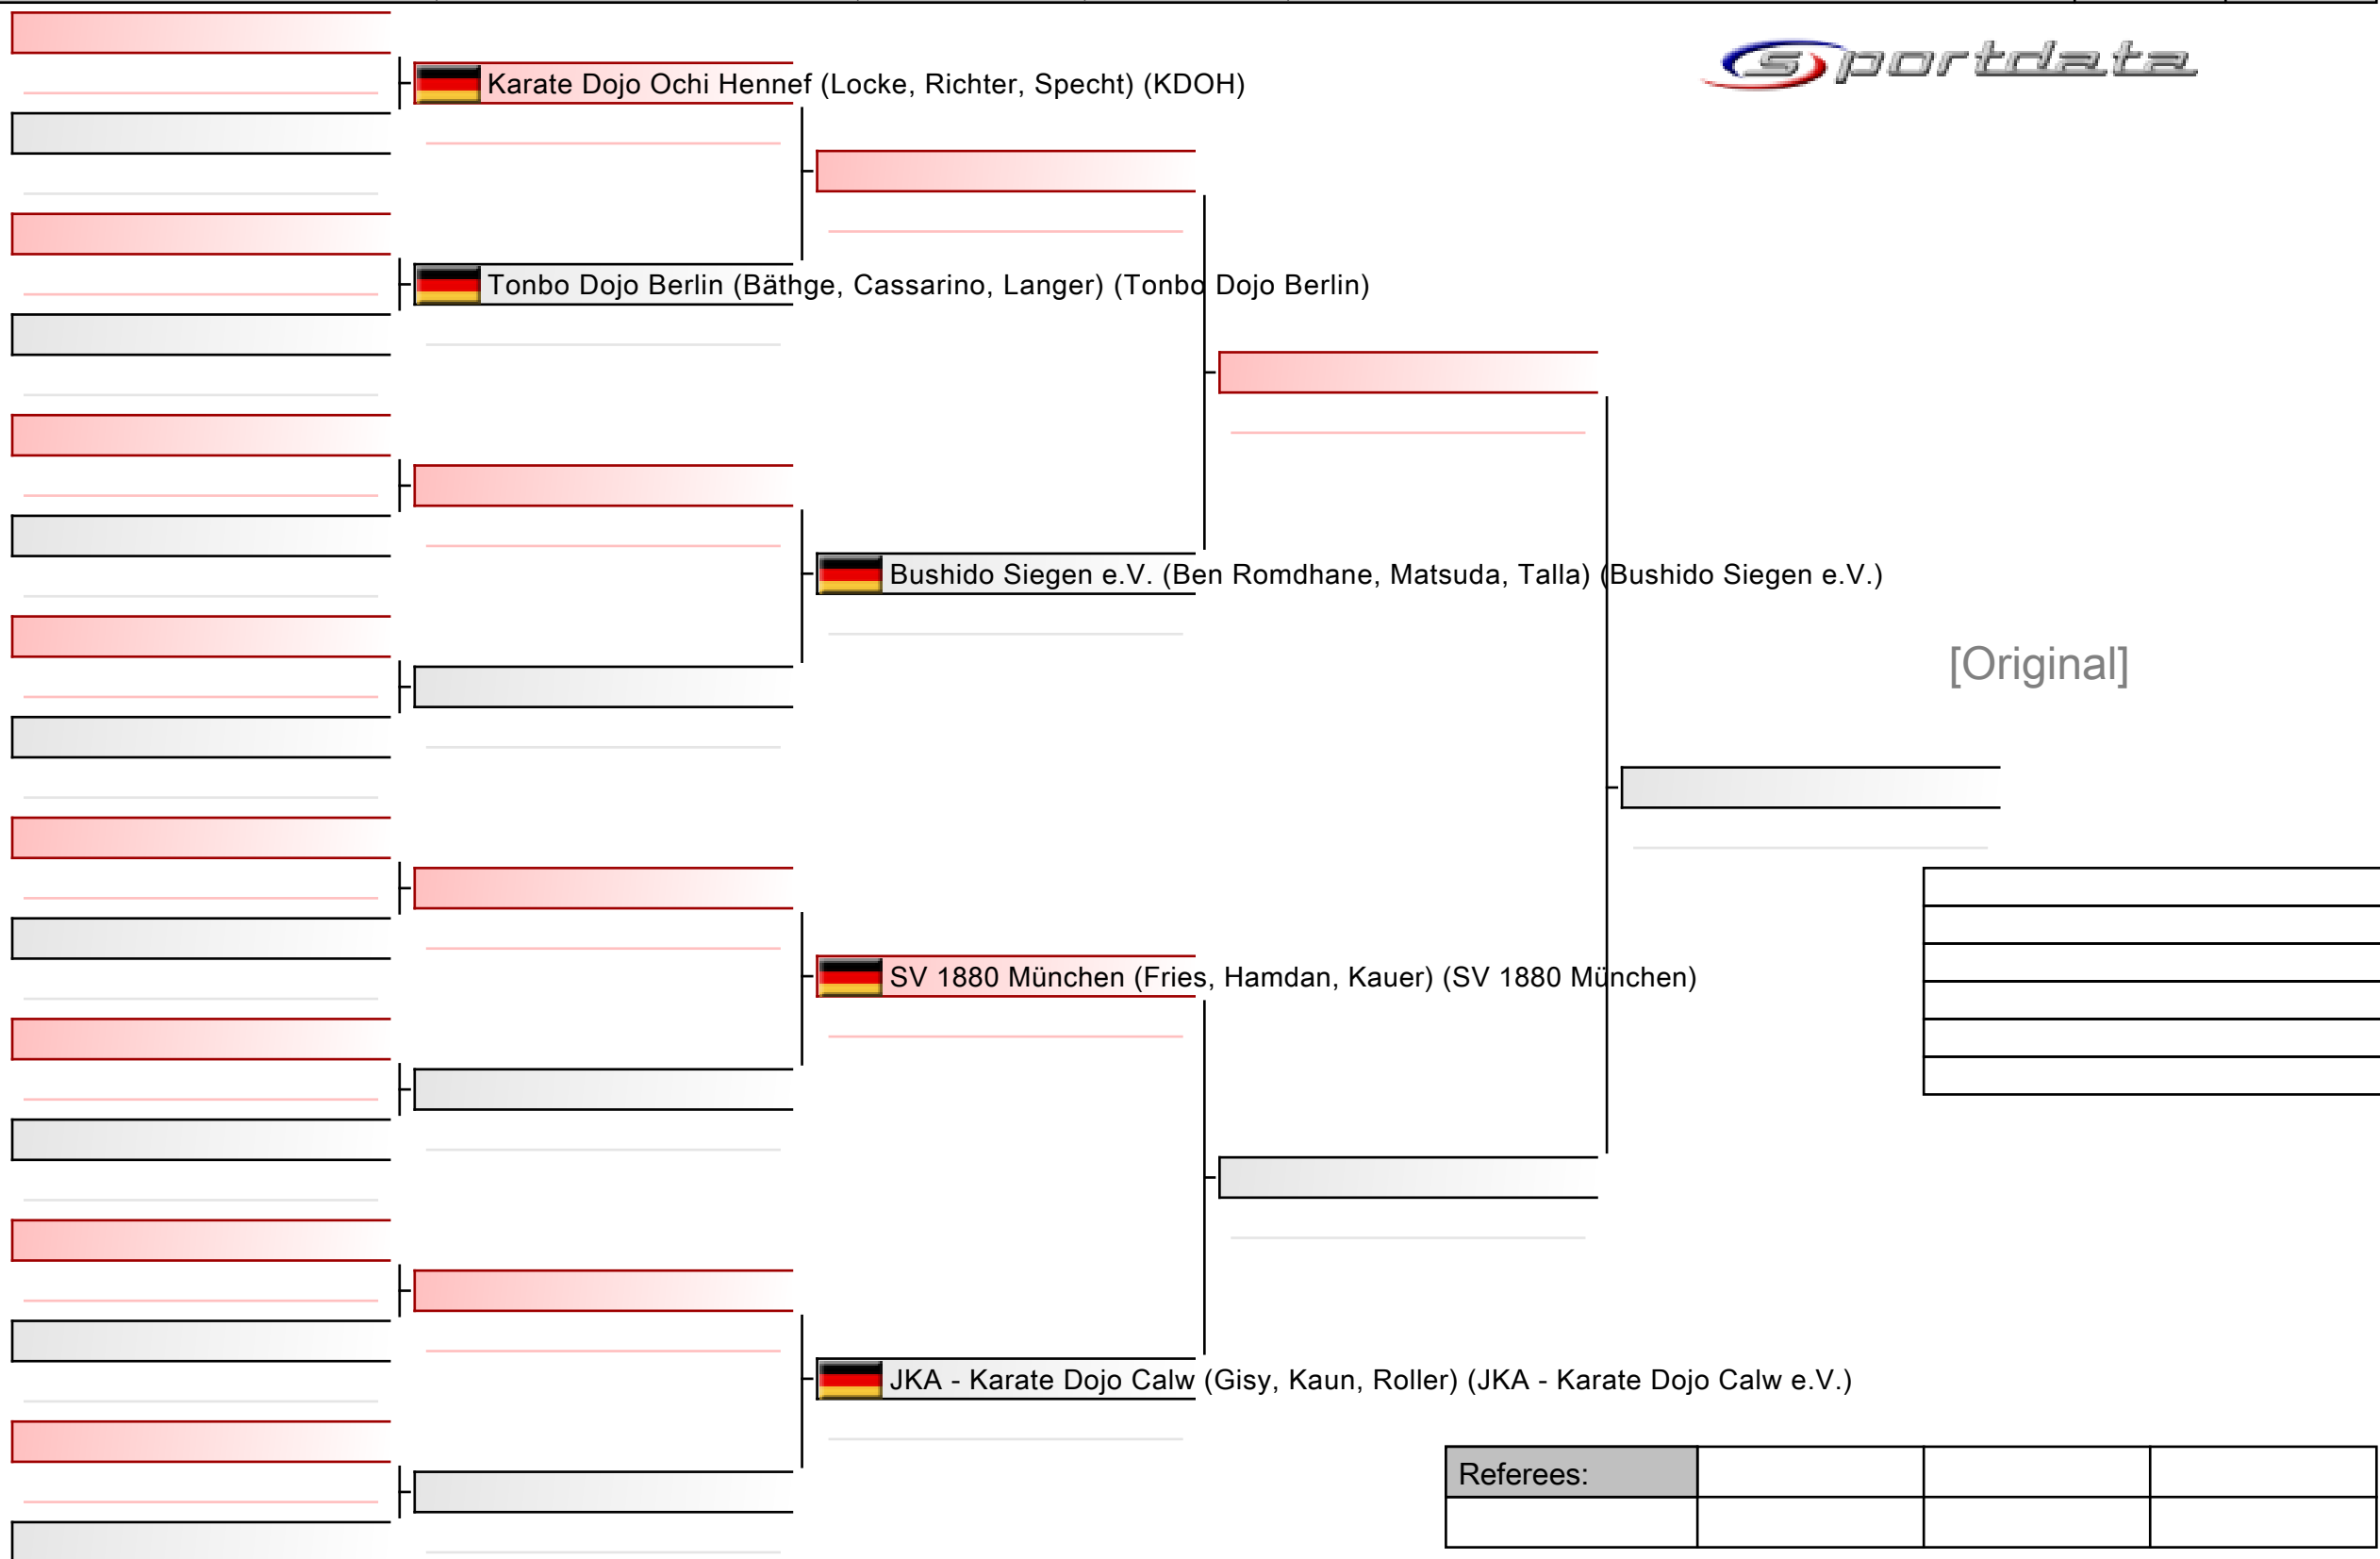 sportdata
Karate Dojo Ochi Hennef (Locke, Richter, Specht) (KDOH)
Tonbo Dojo Berlin (Bäthge, Cassarino, Langer) (Tonbo Dojo Berlin)
Bushido Siegen e.V. (Ben Romdhane, Matsuda, Talla) (Bushido Siegen e.V.)
[Original]
SV 1880 München (Fries, Hamdan, Kauer) (SV 1880 München)
JKA - Karate Dojo Calw (Gisy, Kaun, Roller) (JKA - Karate Dojo Calw e.V.)
Referees: